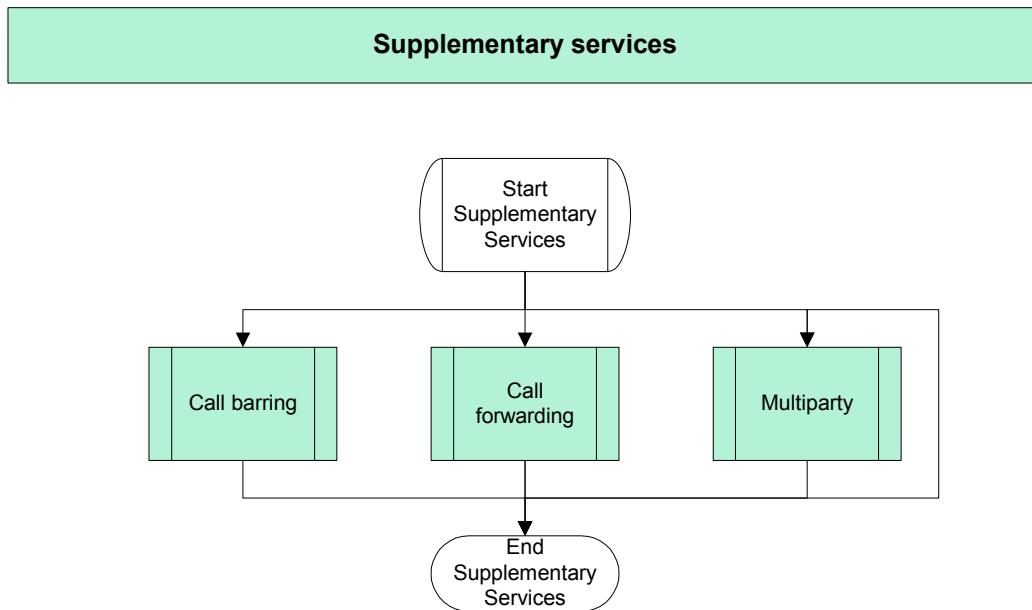 Supplementary services
Start
Supplementary
Services
Call barring
Call
forwarding
Multiparty
End
Supplementary
Services